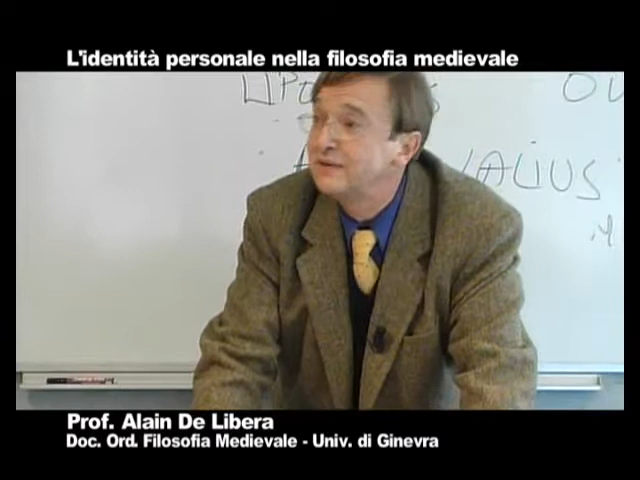 L'identità personale nella filosofia medievale
ALIUS
Prof. Alain De Libera
Doc. Ord. Filosofia Medievale - Univ. di Ginevra